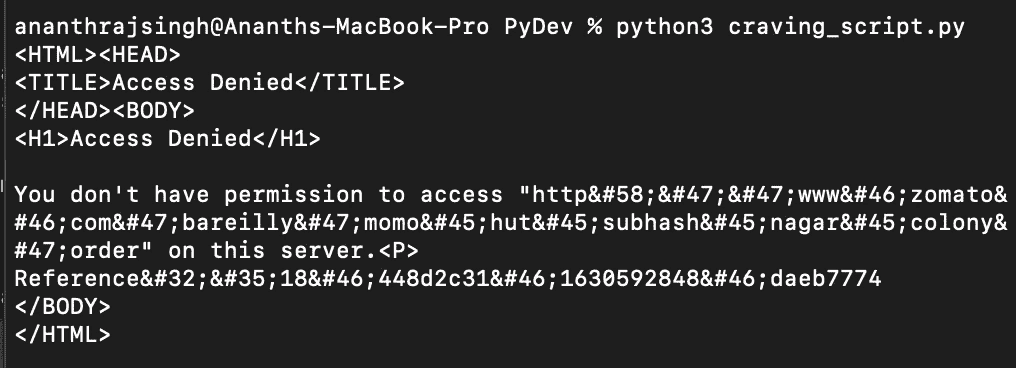 ananthrajsingh@Ananths-MacBook-Pro PyDev % python3 craving_script.py
<HTML><HEAD>
<TITLE>Access Denied</TITLE>
</HEAD><BODY>
<H1>Access Denied</H1>
You don't have permission to access "http&#58;&#47;&#47;www&#46;zomato&
#46;com&#47;bareilly&#47;momo&#45;hut&#45;subhash&#45;nagar&#45;colony&
#47;order" on this server.<P>
Reference&#32;&#35;18&#46;448d2c31&#46;1630592848&#46;daeb7774
</BODY>
</HTML>